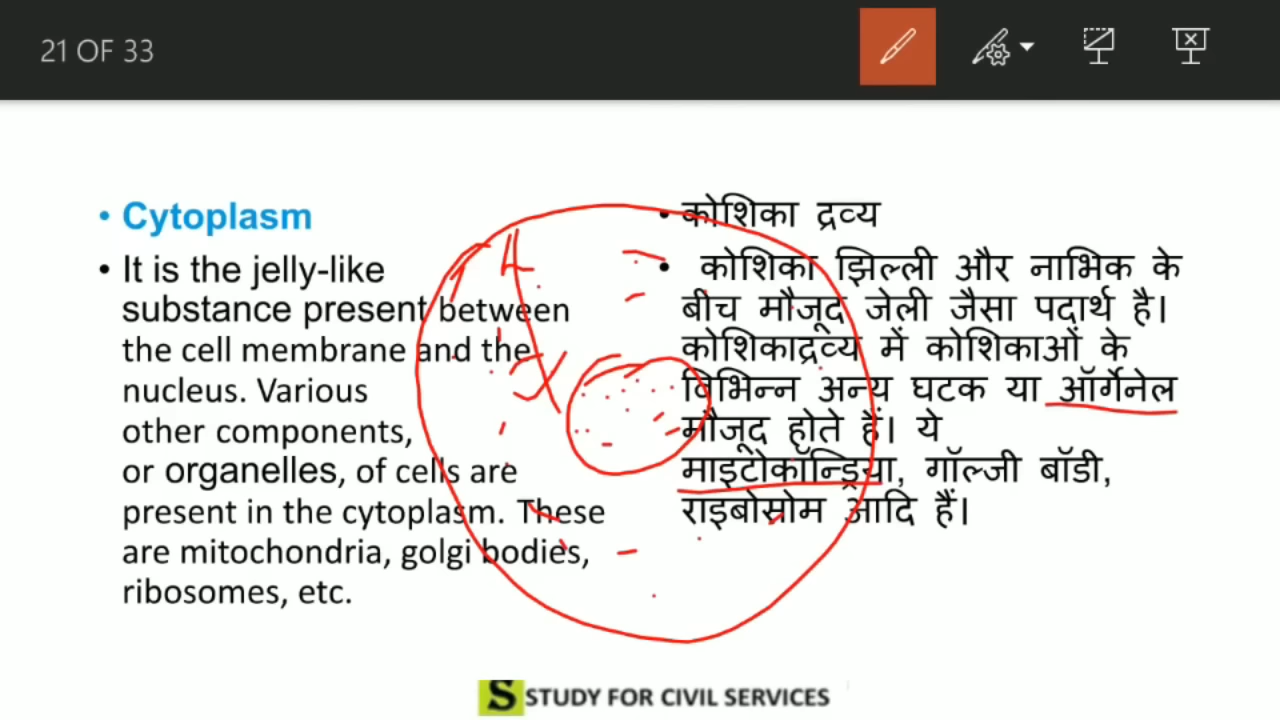 21 OF 33
• Cytoplasm
• It is the jelly-like
substance present between
the cell membrane and the
nucleus. Various
other components,
or organelles, of cells are
present in the cytoplasm. These
are mitochondria, golgi bodies,
ribosomes, etc.
• कोशिका द्रव्य
• कोशिका झिल्ली और नाभिक के
बीच मौजूद जेली जैसा पदार्थ है।
कोशिकाद्रव्य में कोशिकाओं के
विभिन्न अन्य घटक या ऑर्गेनेल
मौजूद होते हैं। ये
माइटोकॉन्ड्रिया, गॉल्जी बॉडी,
राइबोसोम आदि हैं।
S STUDY FOR CIVIL SERVICES